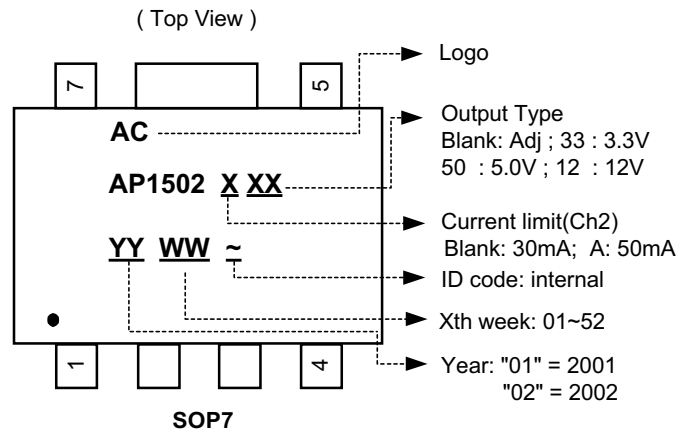 ( Top View )
7
5
Logo
AC
Output Type
Blank: Adj ; 33 : 3.3V
50 : 5.0V ; 12 : 12V
AP1502 X XX
Current limit(Ch2)
Blank: 30mA; A: 50mA
YY WW ~
ID code: internal
Xth week: 01~52
Year: "01" = 2001
"02" = 2002
1
4
SOP7